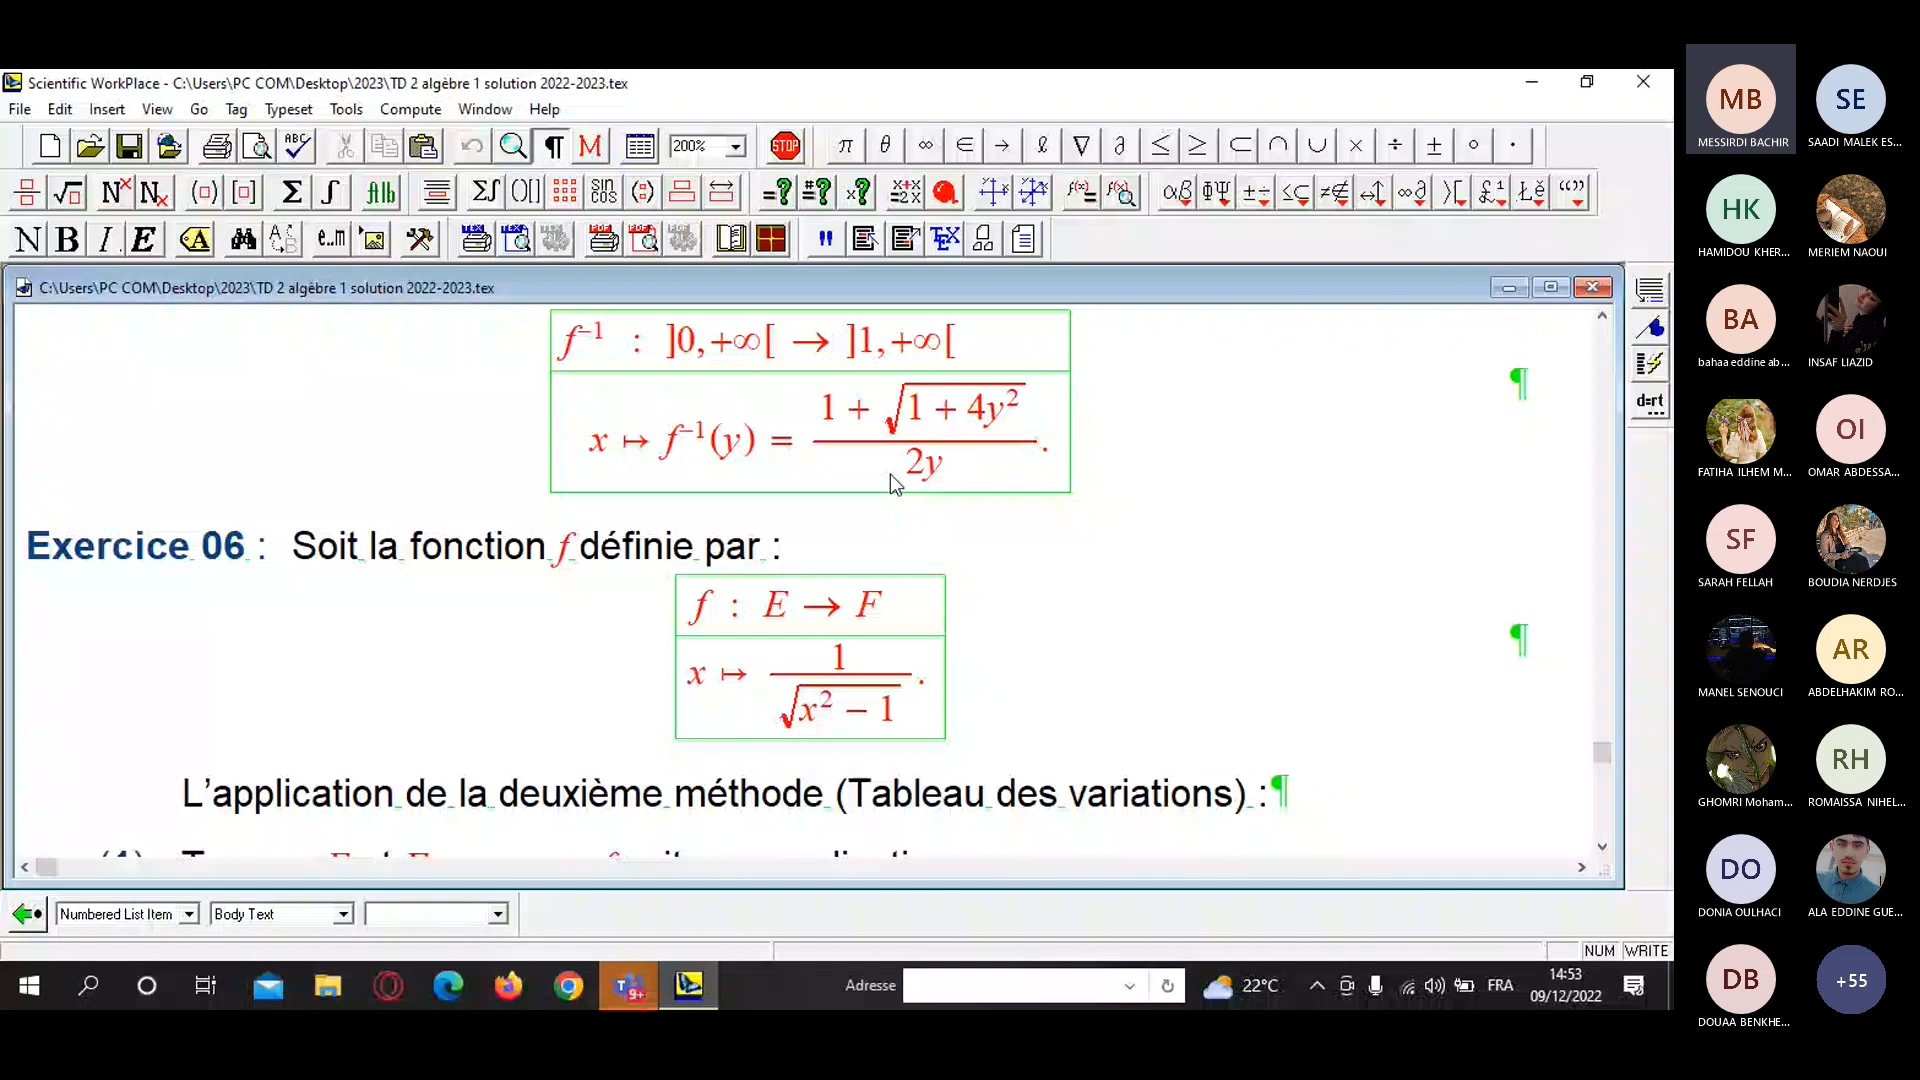 Scientific WorkPlace - C:\Users\PC COM\Desktop\2023\TD 2 algèbre 1 solution 2022-2023.tex
File Edit Insert View Go Tag Typeset Tools Compute Window Help
200%
STOP
C:\Users\PC COM\Desktop\2023\TD 2 algèbre 1 solution 2022-2023.tex
f⁻¹ : ]0,+∞[ → ]1,+∞[
x ↦ f⁻¹(y) = (1 + √(1 + 4y²)) / 2y .
Exercice 06 : Soit la fonction f définie par :
f : E → F
x ↦ 1 / √(x² − 1) .
L'application de la deuxième méthode (Tableau des variations) :¶
Numbered List Item Body Text
NUM WRITE
Adresse
22°C
FRA
14:53
09/12/2022
MB
MESSIRDI BACHIR
SE
SAADI MALEK ES...
HK
HAMIDOU KHER...
MERIEM NAOUI
BA
bahaa eddine ab...
INSAF LIAZID
FATIHA ILHEM M...
OI
OMAR ABDESSA...
SF
SARAH FELLAH
BOUDIA NERDJES
MANEL SENOUCI
AR
ABDELHAKIM RO...
GHOMRI Moham...
RH
ROMAISSA NIHEL...
DO
DONIA OULHACI
ALA EDDINE GUE...
DB
DOUAA BENKHE...
+55